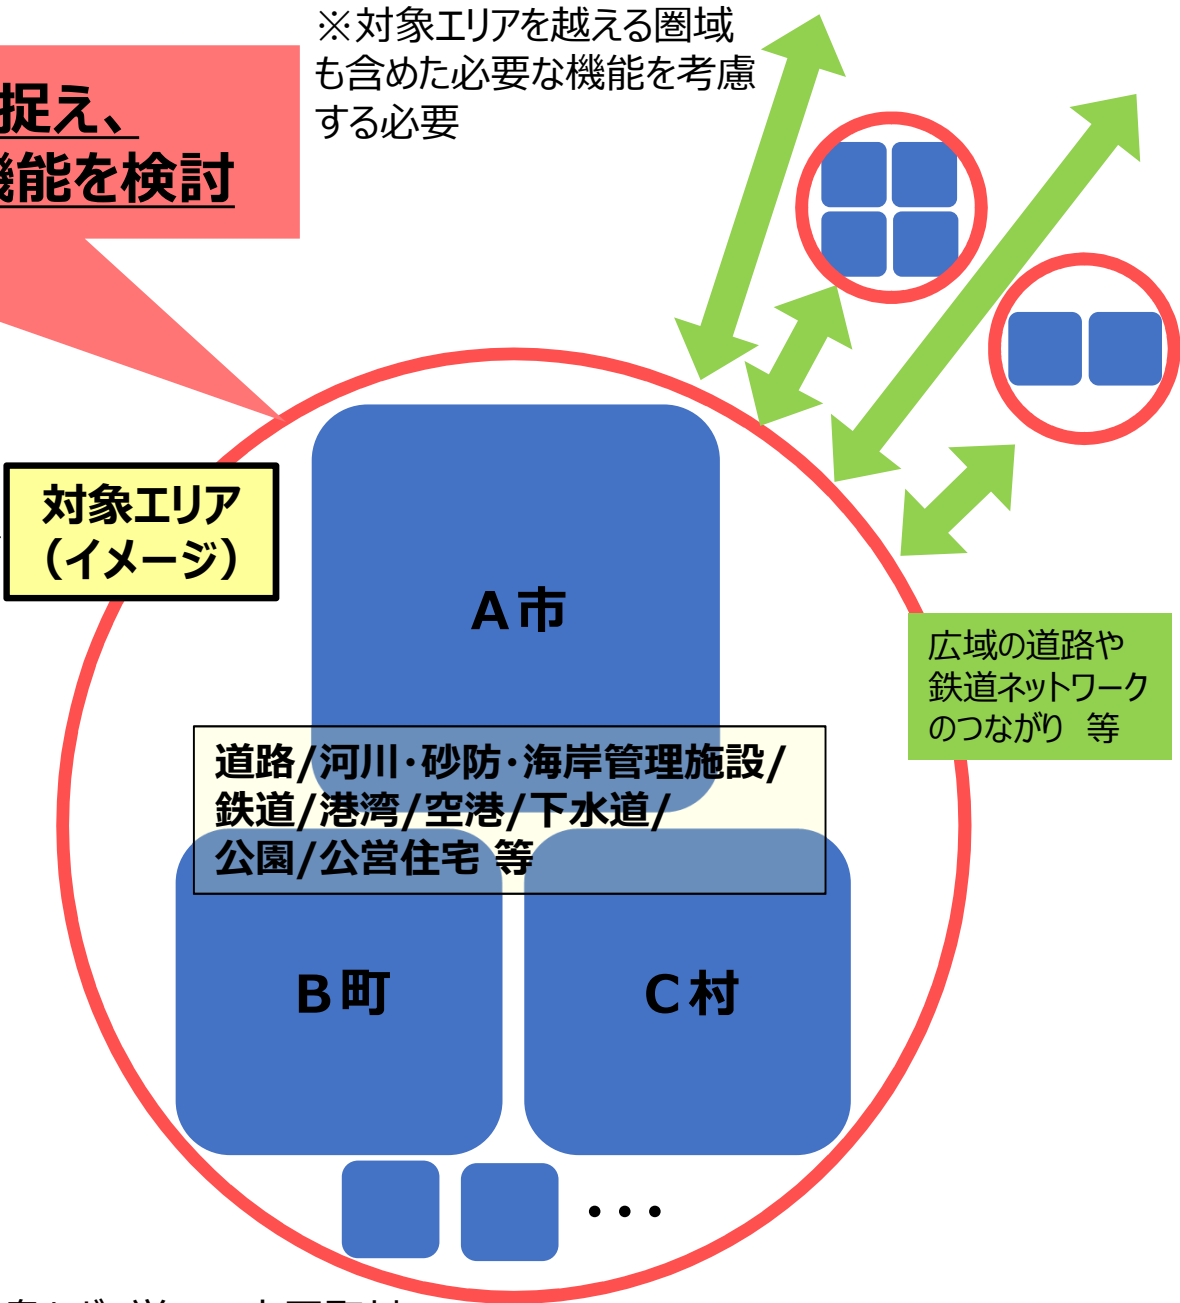 ※対象エリアを越える圏域
も含めた必要な機能を考慮
する必要
捉え、
機能を検討
対象エリア
（イメージ）
A市
広域の道路や
鉄道ネットワーク
のつながり 等
道路/河川・砂防・海岸管理施設/
鉄道/港湾/空港/下水道/
公園/公営住宅 等
B町
C村
・・・